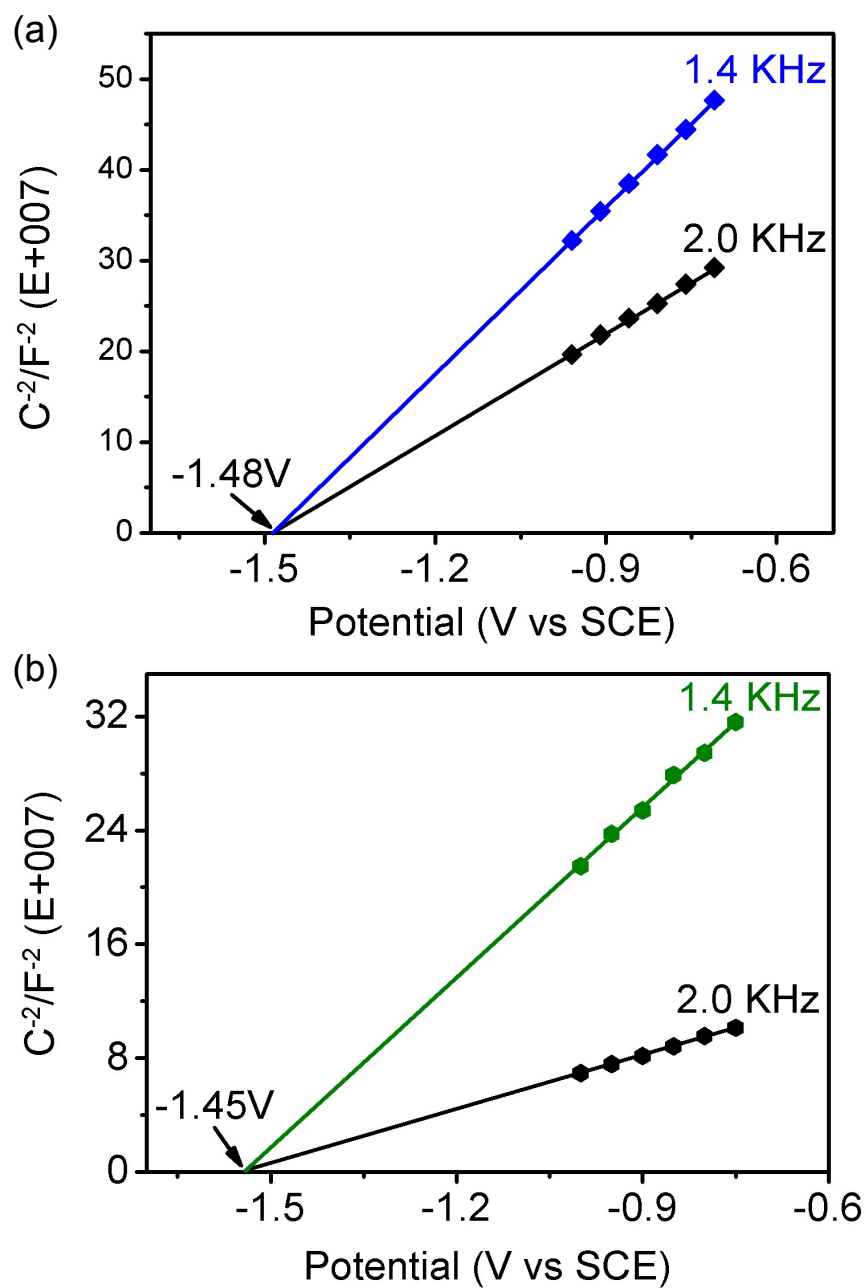 (a)
50
40
30
20
10
0
C⁻²/F⁻² (E+007)
1.4 KHz
2.0 KHz
-1.48V
-1.5 -1.2 -0.9 -0.6
Potential (V vs SCE)
(b)
32
24
16
8
0
C⁻²/F⁻² (E+007)
1.4 KHz
2.0 KHz
-1.45V
-1.5 -1.2 -0.9 -0.6
Potential (V vs SCE)